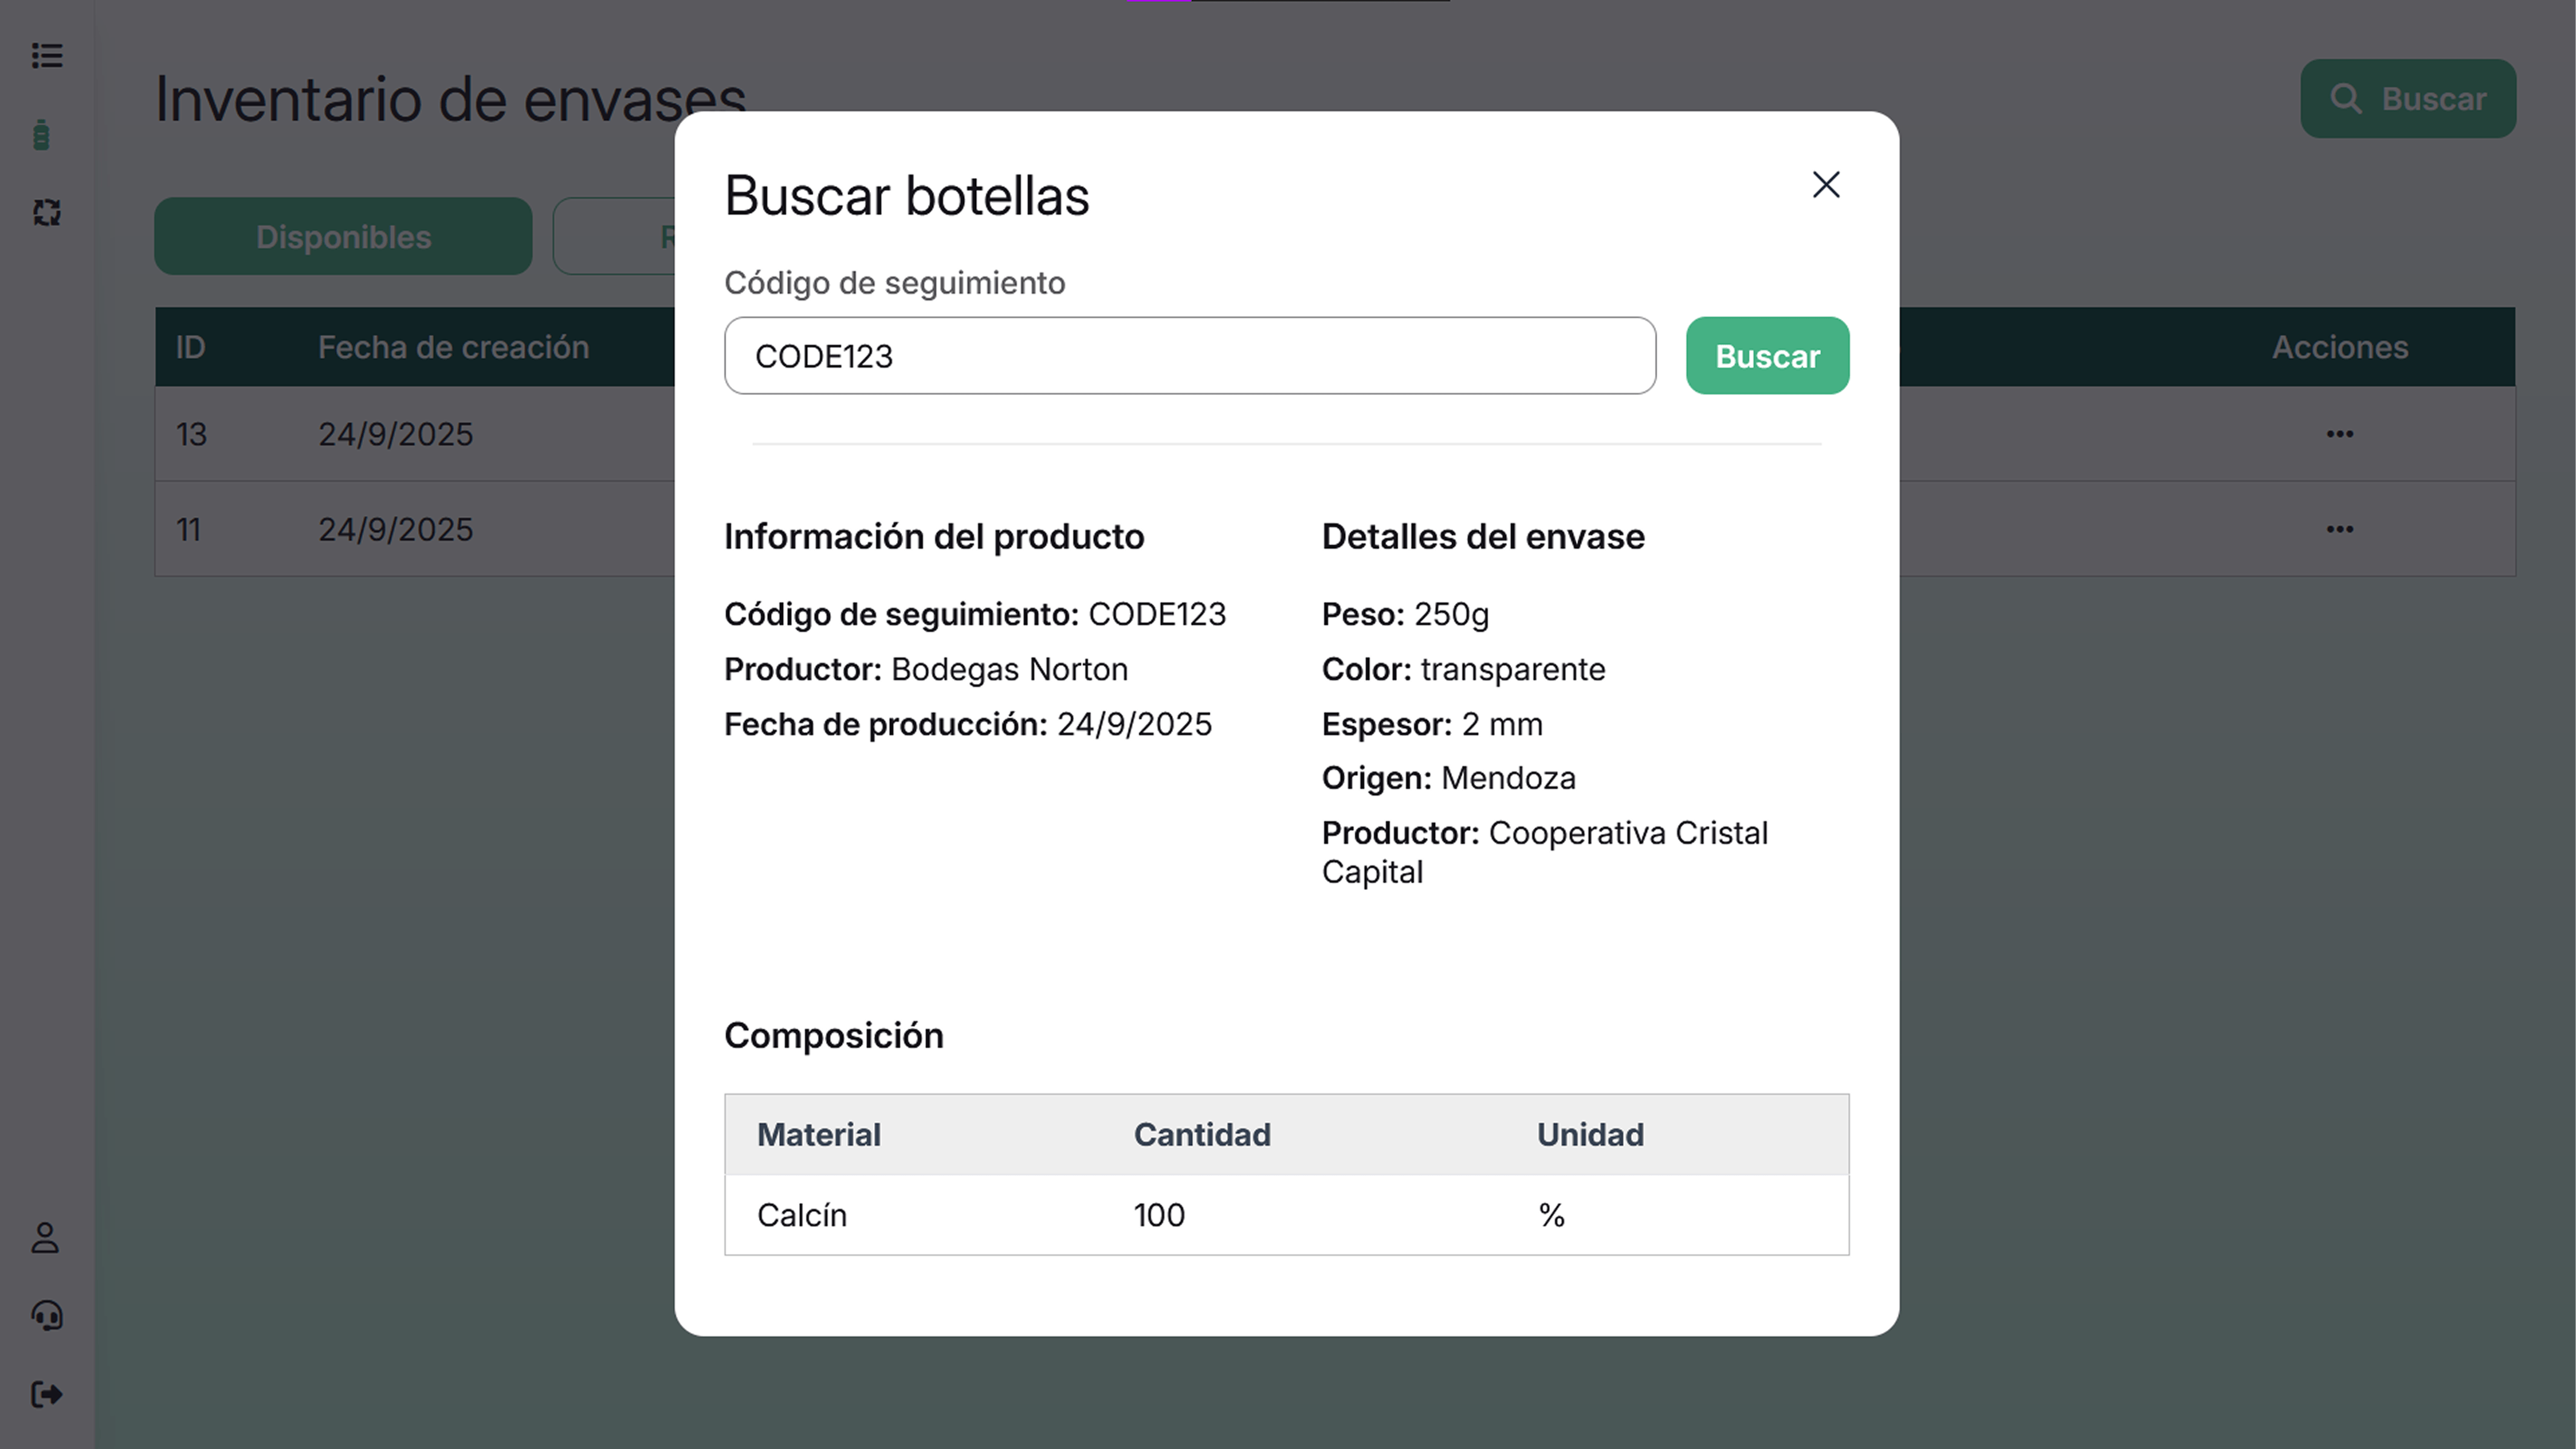 Inventario de envases
Buscar
Disponibles
ID Fecha de creación Acciones
13 24/9/2025
11 24/9/2025
Buscar botellas
Código de seguimiento
CODE123 Buscar
Información del producto
Código de seguimiento: CODE123
Productor: Bodegas Norton
Fecha de producción: 24/9/2025
Detalles del envase
Peso: 250g
Color: transparente
Espesor: 2 mm
Origen: Mendoza
Productor: Cooperativa Cristal
Capital
Composición
Material Cantidad Unidad
Calcín 100 %